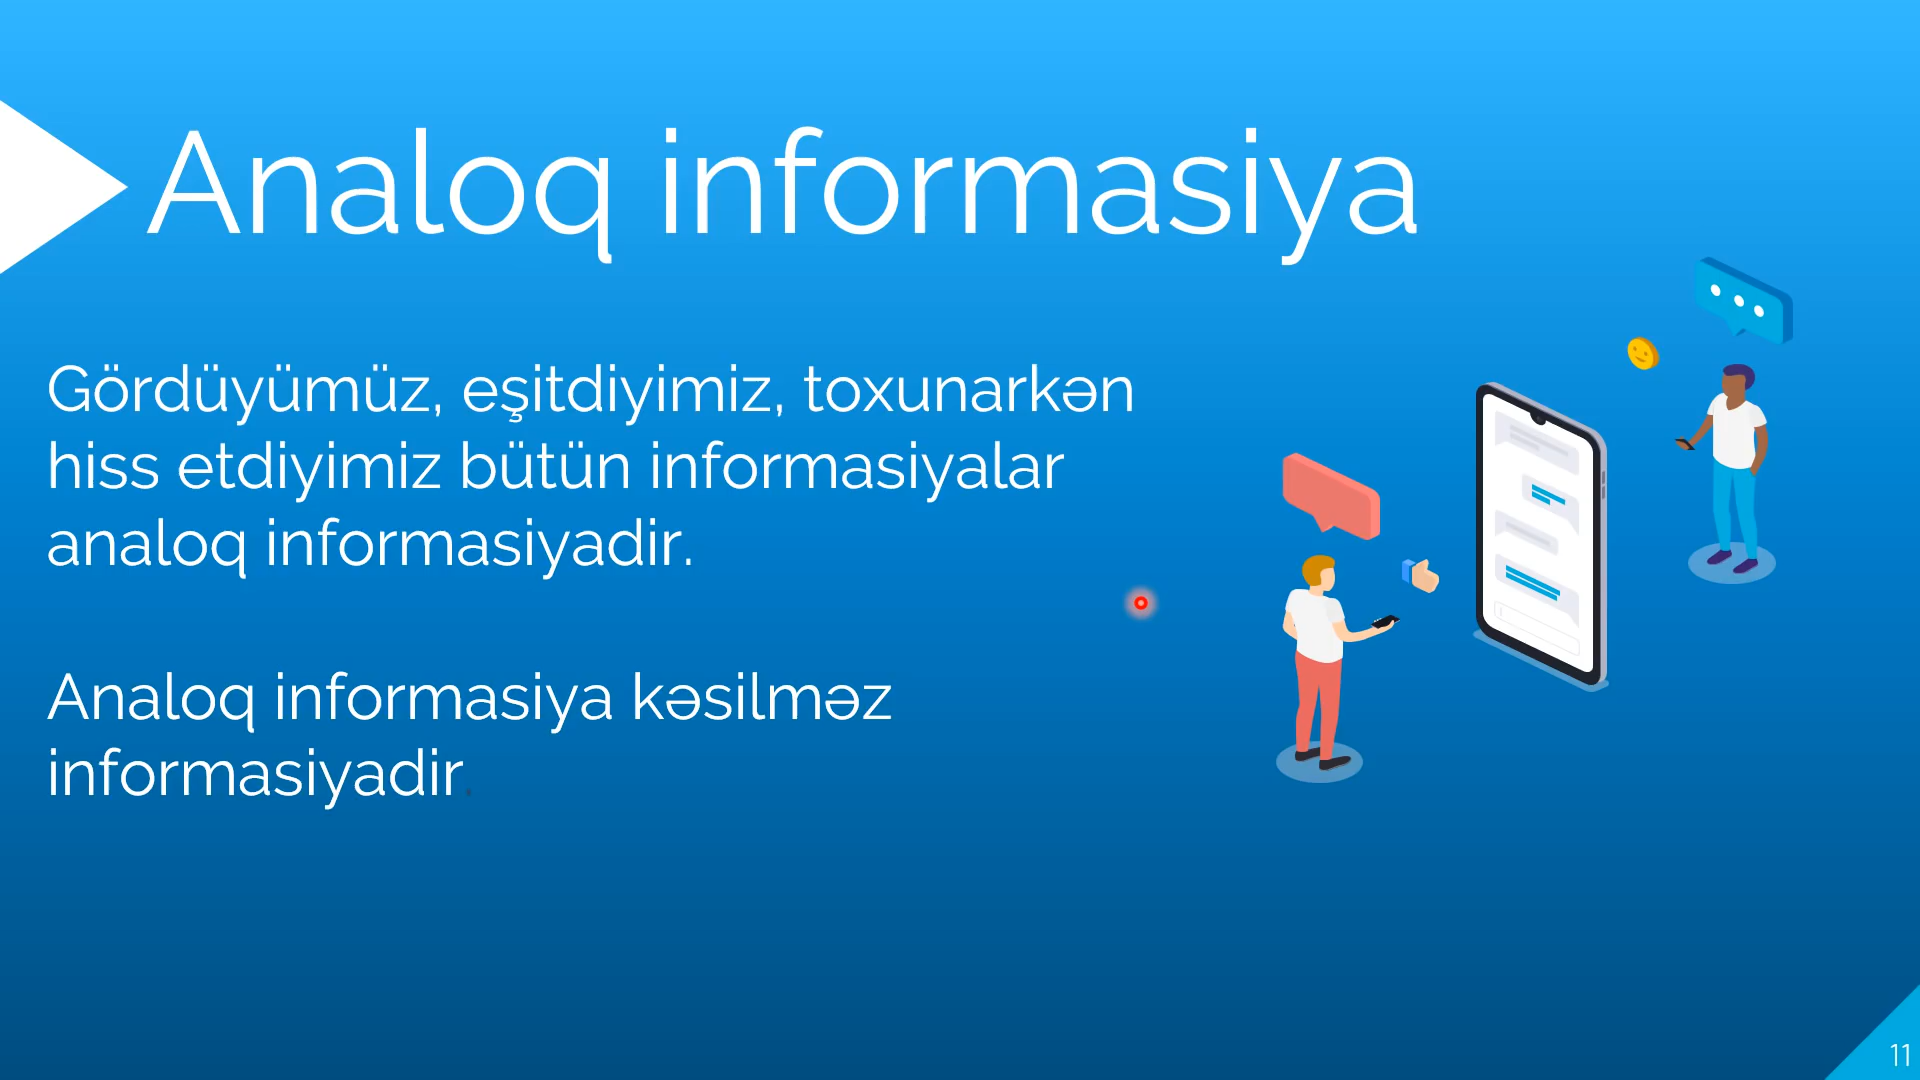 Analoq informasiya
Gördüyümüz, eşitdiyimiz, toxunarkən
hiss etdiyimiz bütün informasiyalar
analoq informasiyadir.
Analoq informasiya kəsilməz
informasiyadir.
11